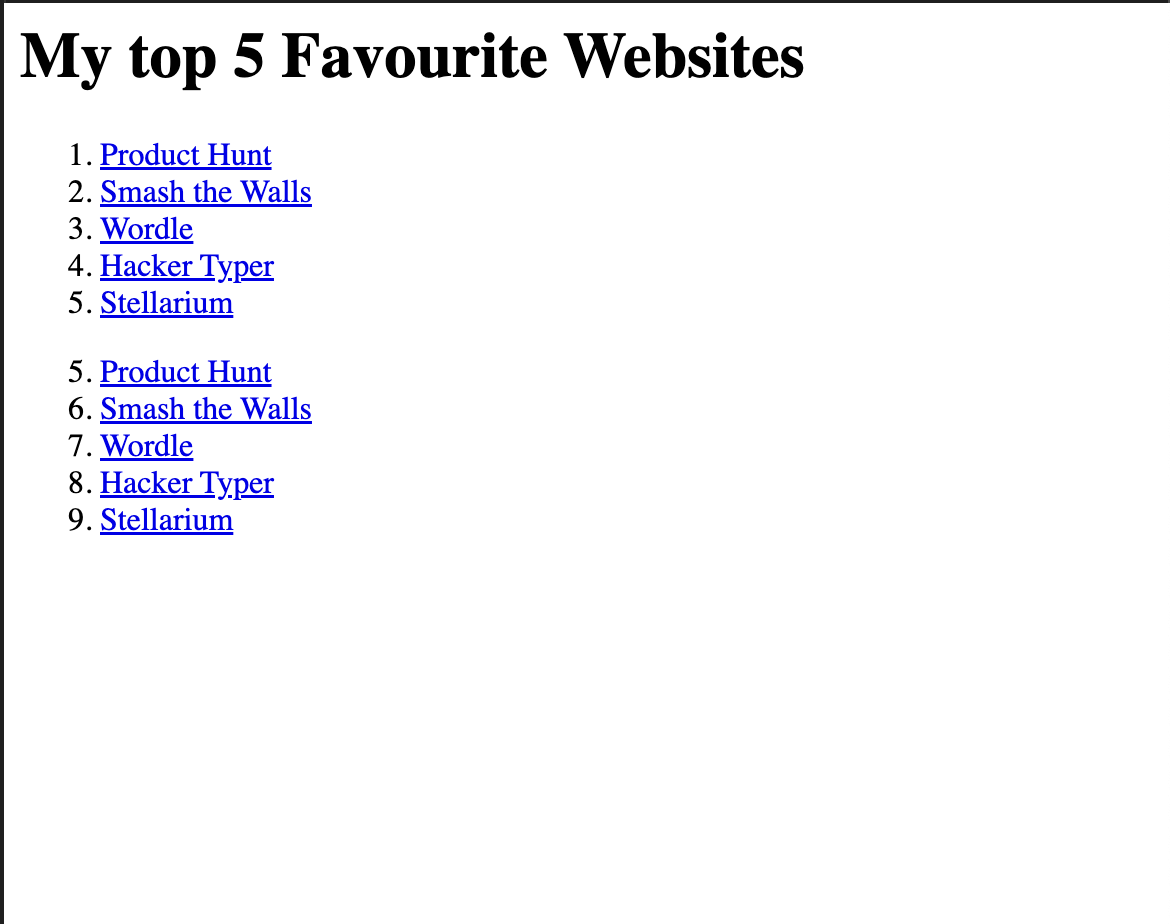 My top 5 Favourite Websites
1. Product Hunt
2. Smash the Walls
3. Wordle
4. Hacker Typer
5. Stellarium
5. Product Hunt
6. Smash the Walls
7. Wordle
8. Hacker Typer
9. Stellarium